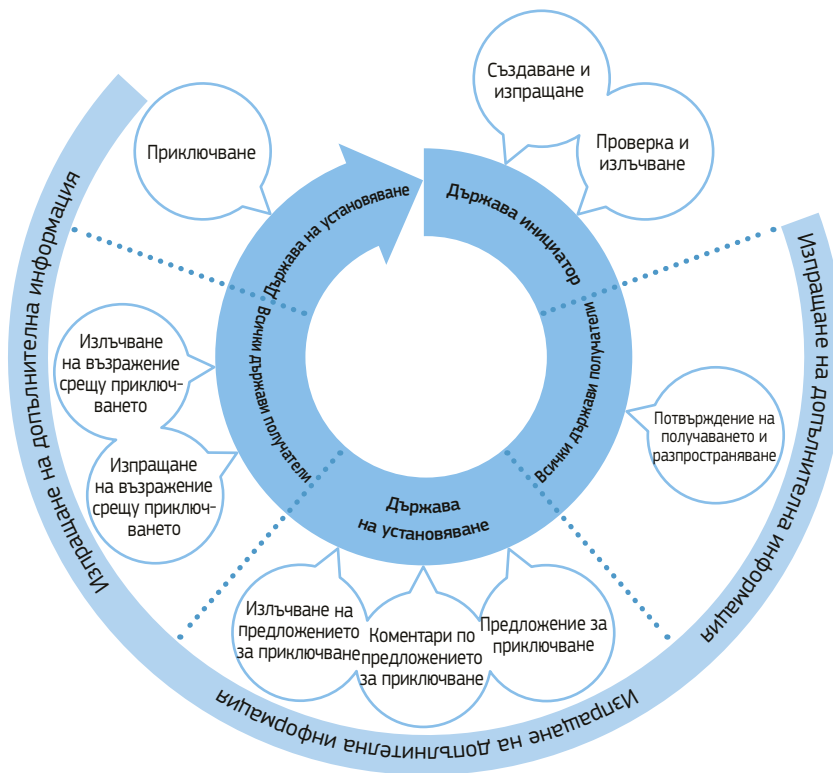 Създаване и
изпращане
Проверка и
излъчване
Държава инициатор
Всички държави получатели
Потвърждение на
получаването и
разпространяване
Изпращане на допълнителна информация
Държава
на установяване
Предложение за
приключване
Коментари по
предложението
за приключване
Излъчване на
предложението
за приключване
Изпращане на допълнителна информация
Всички държави получатели
Изпращане
на възражение
срещу приключ-
ването
Излъчване
на възражение
срещу приключ-
ването
Изпращане на допълнителна информация
Държава на установяване
Приключване